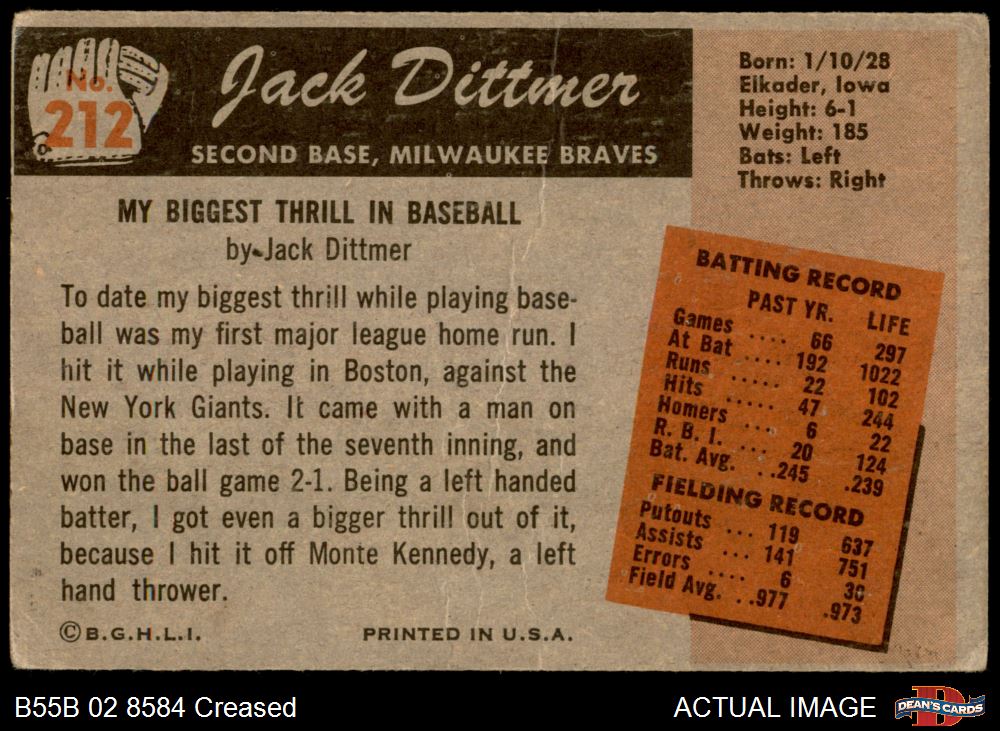 No.
212
Jack Dittmer
SECOND BASE, MILWAUKEE BRAVES
Born: 1/10/28
Elkader, Iowa
Height: 6-1
Weight: 185
Bats: Left
Throws: Right
MY BIGGEST THRILL IN BASEBALL
by Jack Dittmer
To date my biggest thrill while playing base-
ball was my first major league home run. I
hit it while playing in Boston, against the
New York Giants. It came with a man on
base in the last of the seventh inning, and
won the ball game 2-1. Being a left handed
batter, I got even a bigger thrill out of it,
because I hit it off Monte Kennedy, a left
hand thrower.
©B.G.H.L.I. PRINTED IN U.S.A.
BATTING RECORD
PAST YR. LIFE
Games .... 66 297
At Bat .... 192 1022
Runs ..... 22 102
Hits ..... 47 244
Homers ... 6 22
R. B. I. ... 20 124
Bat. Avg. ..245 .239
FIELDING RECORD
Putouts ... 119 637
Assists ... 141 751
Errors .... 6 30
Field Avg. ..977 .973
B55B 02 8584 Creased
ACTUAL IMAGE
D
DEAN'S CARDS